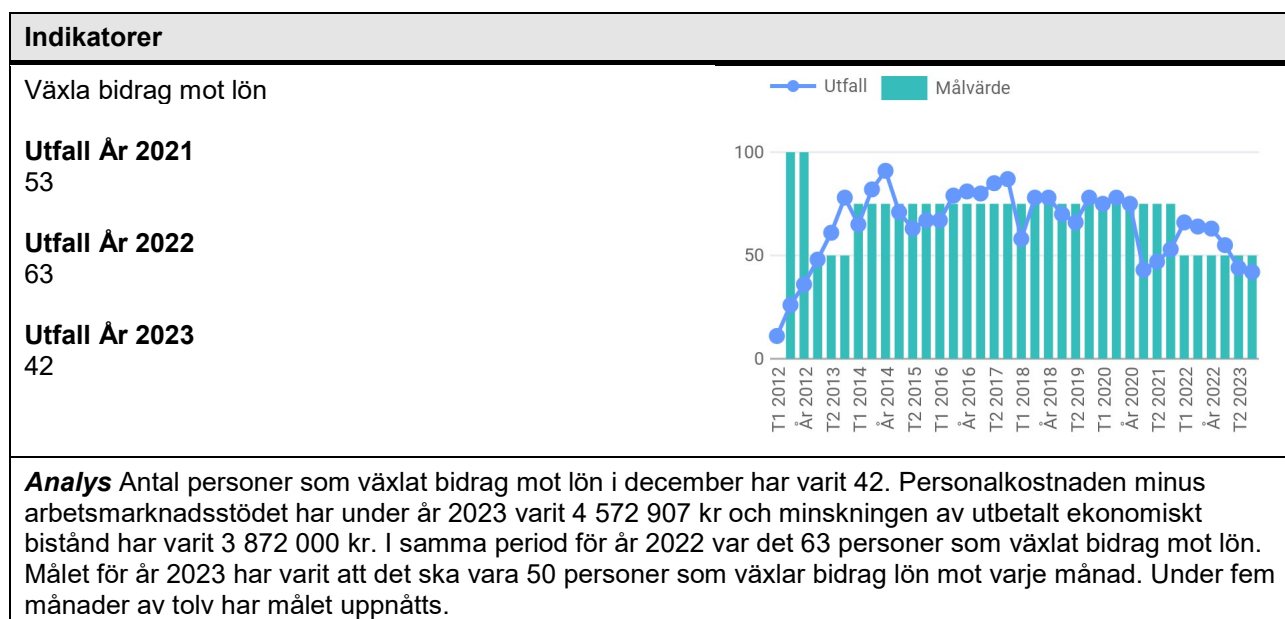 Indikatorer
Växla bidrag mot lön
Utfall År 2021
53
Utfall År 2022
63
Utfall År 2023
42
Utfall Målvärde
100
50
0
T1 2012
År 2012
T2 2013
T1 2014
År 2014
T2 2015
T1 2016
År 2016
T2 2017
T1 2018
År 2018
T2 2019
T1 2020
År 2020
T2 2021
T1 2022
År 2022
T2 2023
Analys Antal personer som växlat bidrag mot lön i december har varit 42. Personalkostnaden minus
arbetsmarknadsstödet har under år 2023 varit 4 572 907 kr och minskningen av utbetalt ekonomiskt
bistånd har varit 3 872 000 kr. I samma period för år 2022 var det 63 personer som växlat bidrag mot lön.
Målet för år 2023 har varit att det ska vara 50 personer som växlar bidrag lön mot varje månad. Under fem
månader av tolv har målet uppnåtts.